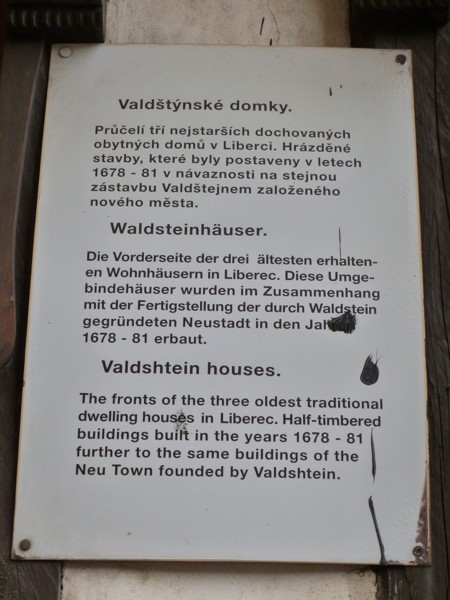 Valdštýnské domky.
Průčelí tří nejstarších dochovaných
obytných domů v Liberci. Hrázděné
stavby, které byly postaveny v letech
1678 - 81 v návaznosti na stejnou
zástavbu Valdštejnem založeného
nového města.
Waldsteinhäuser.
Die Vorderseite der drei ältesten erhalten-
en Wohnhäusern in Liberec. Diese Umge-
bindehäuser wurden im Zusammenhang
mit der Fertigstellung der durch Waldstein
gegründeten Neustadt in den
1678 - 81 erbaut.
Valdshtein houses.
The fronts of the three oldest traditional
dwelling houses in Liberec. Half-timbered
buildings built in the years 1678 - 81
further to the same buildings of the
Neu Town founded by Valdshtein.